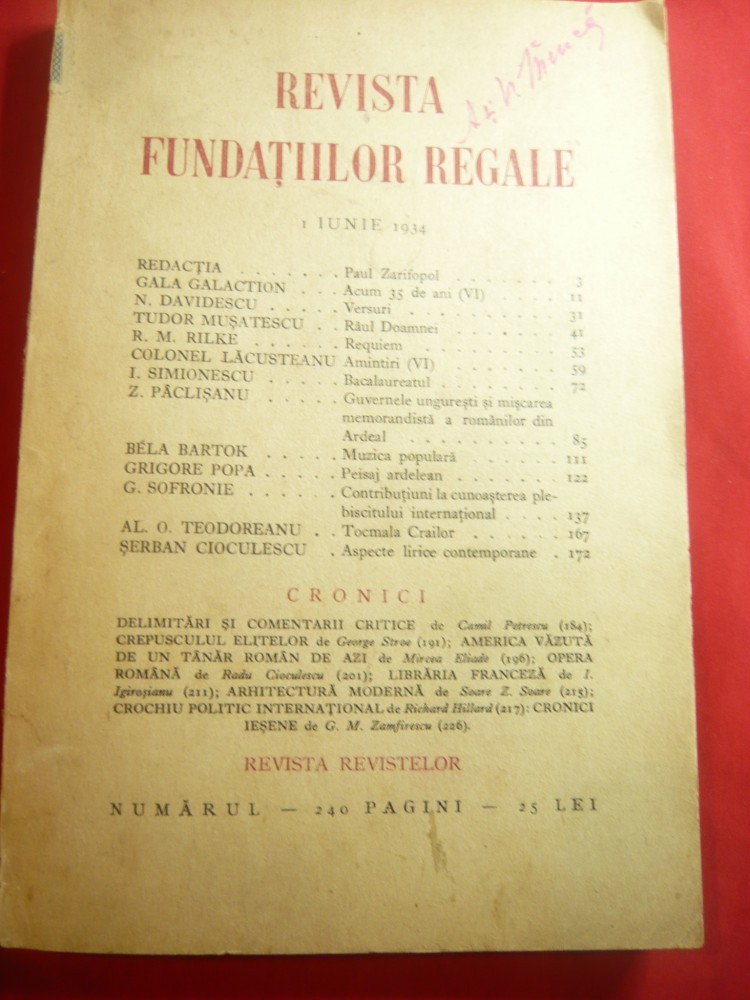 REVISTA
FUNDAȚIILOR REGALE
1 IUNIE 1934
REDACȚIA . . . . . . . Paul Zarifopol . . . . . . . 3
GALA GALACTION . . . Acum 35 de ani (VI) . . . . 11
N. DAVIDESCU . . . . . Versuri . . . . . . . . . 31
TUDOR MUȘATESCU . . Râul Doamnei . . . . . . 41
R. M. RILKE . . . . . . Requiem . . . . . . . . 53
COLONEL LĂCUSTEANU Amintiri (VI) . . . . . . . 59
I. SIMIONESCU . . . . . Bacalaureatul . . . . . . . 72
Z. PÂCLIȘANU . . . . . Guvernele ungurești și mișcarea
memorandistă a românilor din
Ardeal . . . . . . . . . 85
BÉLA BARTOK . . . . . Muzica populară . . . . . . 111
GRIGORE POPA . . . . . Peisaj ardelean . . . . . . 122
G. SOFRONIE . . . . . . Contribuțiuni la cunoașterea ple-
biscitului internațional . . . . 137
AL. O. TEODOREANU . . Tocmala Crailor . . . . . . 167
ȘERBAN CIOCULESCU . Aspecte lirice contemporane . 172
CRONICI
DELIMITĂRI ȘI COMENTARII CRITICE de Camil Petrescu (184);
CREPUSCULUL ELITELOR de George Stroe (191); AMERICA VĂZUTĂ
DE UN TÂNĂR ROMÂN DE AZI de Mircea Eliade (196); OPERA
ROMÂNĂ de Radu Cioculescu (201); LIBRĂRIA FRANCEZĂ de I.
Igiroșianu (211); ARHITECTURĂ MODERNĂ de Soare Z. Soare (215);
CROCHIU POLITIC INTERNAȚIONAL de Richard Hillard (217): CRONICI
IEȘENE de G. M. Zamfirescu (226).
REVISTA REVISTELOR
NUMĂRUL — 240 PAGINI — 25 LEI